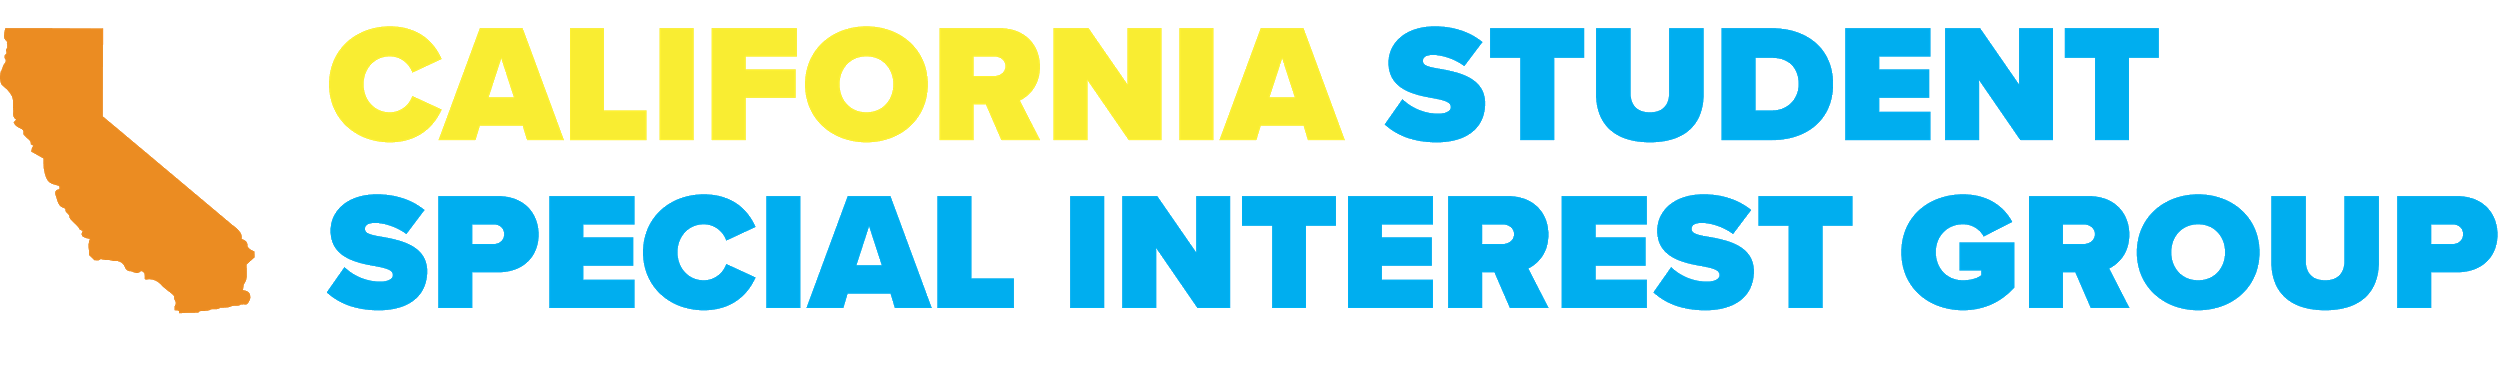 CALIFORNIA STUDENT
SPECIAL INTEREST GROUP